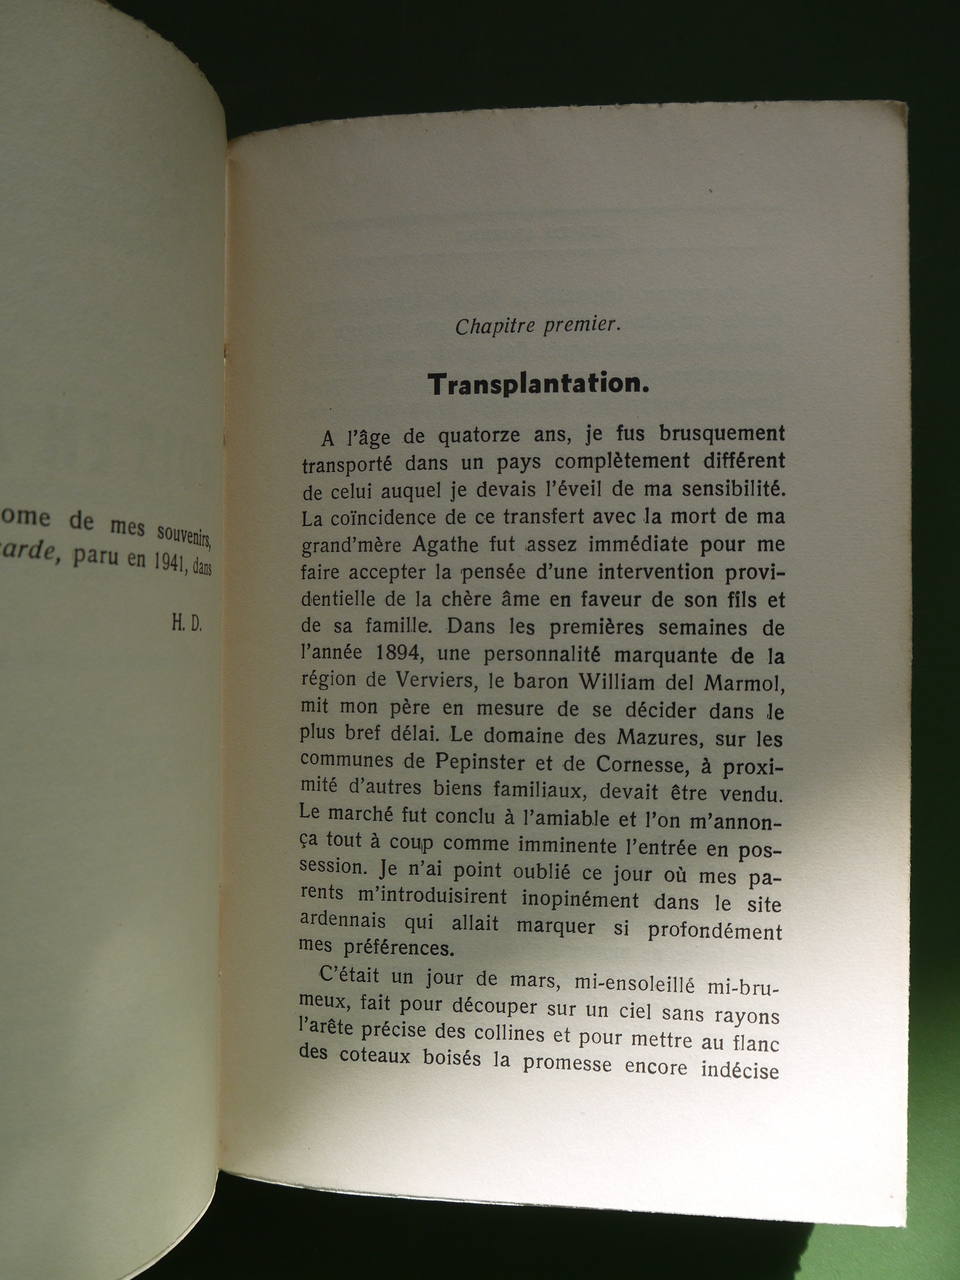 ome de mes souvenirs,
arde, paru en 1941, dans
H. D.
Chapitre premier.
Transplantation.
A l'âge de quatorze ans, je fus brusquement
transporté dans un pays complètement différent
de celui auquel je devais l'éveil de ma sensibilité.
La coïncidence de ce transfert avec la mort de ma
grand'mère Agathe fut assez immédiate pour me
faire accepter la pensée d'une intervention provi-
dentielle de la chère âme en faveur de son fils et
de sa famille. Dans les premières semaines de
l'année 1894, une personnalité marquante de la
région de Verviers, le baron William del Marmol,
mit mon père en mesure de se décider dans le
plus bref délai. Le domaine des Mazures, sur les
communes de Pepinster et de Cornesse, à proxi-
mité d'autres biens familiaux, devait être vendu.
Le marché fut conclu à l'amiable et l'on m'annon-
ça tout à coup comme imminente l'entrée en pos-
session. Je n'ai point oublié ce jour où mes pa-
rents m'introduisirent inopinément dans le site
ardennais qui allait marquer si profondément
mes préférences.
C'était un jour de mars, mi-ensoleillé mi-bru-
meux, fait pour découper sur un ciel sans rayons
l'arête précise des collines et pour mettre au flanc
des coteaux boisés la promesse encore indécise